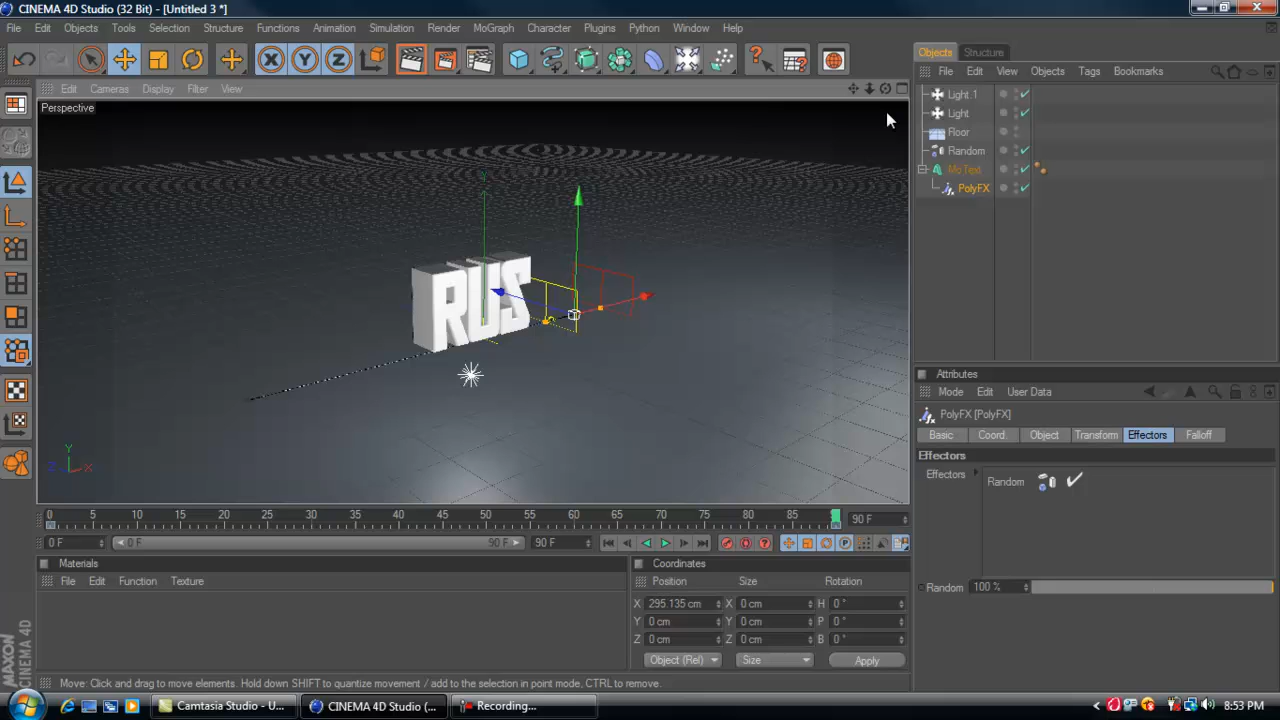 CINEMA 4D Studio (32 Bit) - [Untitled 3 *]
File Edit Objects Tools Selection Structure Functions Animation Simulation Render MoGraph Character Plugins Python Window Help
X Y Z
Objects Structure
File Edit View Objects Tags Bookmarks
Edit Cameras Display Filter View
Perspective
Light.1
Light
Floor
Random
MoText
PolyFX
RUS
Y
Z X
Attributes
Mode Edit User Data
PolyFX [PolyFX]
Basic Coord. Object Transform Effectors Falloff
Effectors
Effectors
Random
Random 100 %
0 5 10 15 20 25 30 35 40 45 50 55 60 65 70 75 80 85 90 F
0 F 0 F 90 F 90 F
Materials
File Edit Function Texture
Coordinates
Position Size Rotation
X 295.135 cm X 0 cm H 0 °
Y 0 cm Y 0 cm P 0 °
Z 0 cm Z 0 cm B 0 °
Object (Rel) Size Apply
MAXON CINEMA 4D
Move: Click and drag to move elements. Hold down SHIFT to quantize movement / add to the selection in point mode, CTRL to remove.
Camtasia Studio - U... CINEMA 4D Studio (... Recording... 8:53 PM